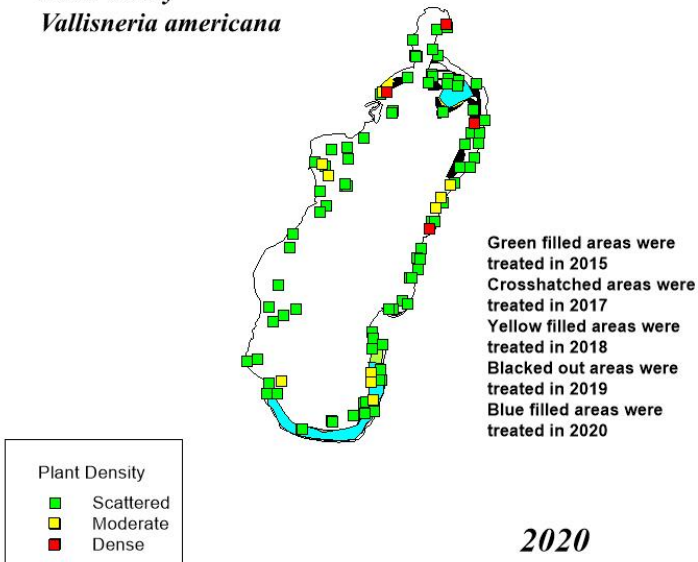 Vallisneria americana
Green filled areas were
treated in 2015
Crosshatched areas were
treated in 2017
Yellow filled areas were
treated in 2018
Blacked out areas were
treated in 2019
Blue filled areas were
treated in 2020
Plant Density
Scattered
Moderate
Dense
2020